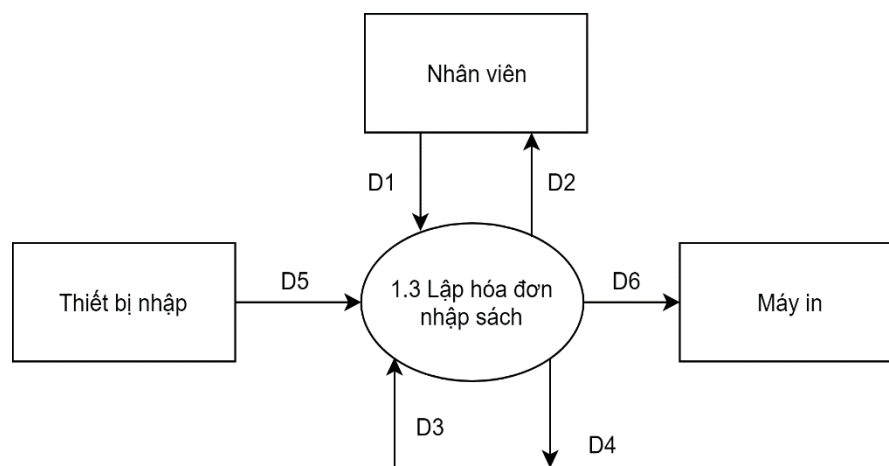 Nhân viên
D1
D2
Thiết bị nhập
D5
1.3 Lập hóa đơn
nhập sách
D6
Máy in
D3
D4